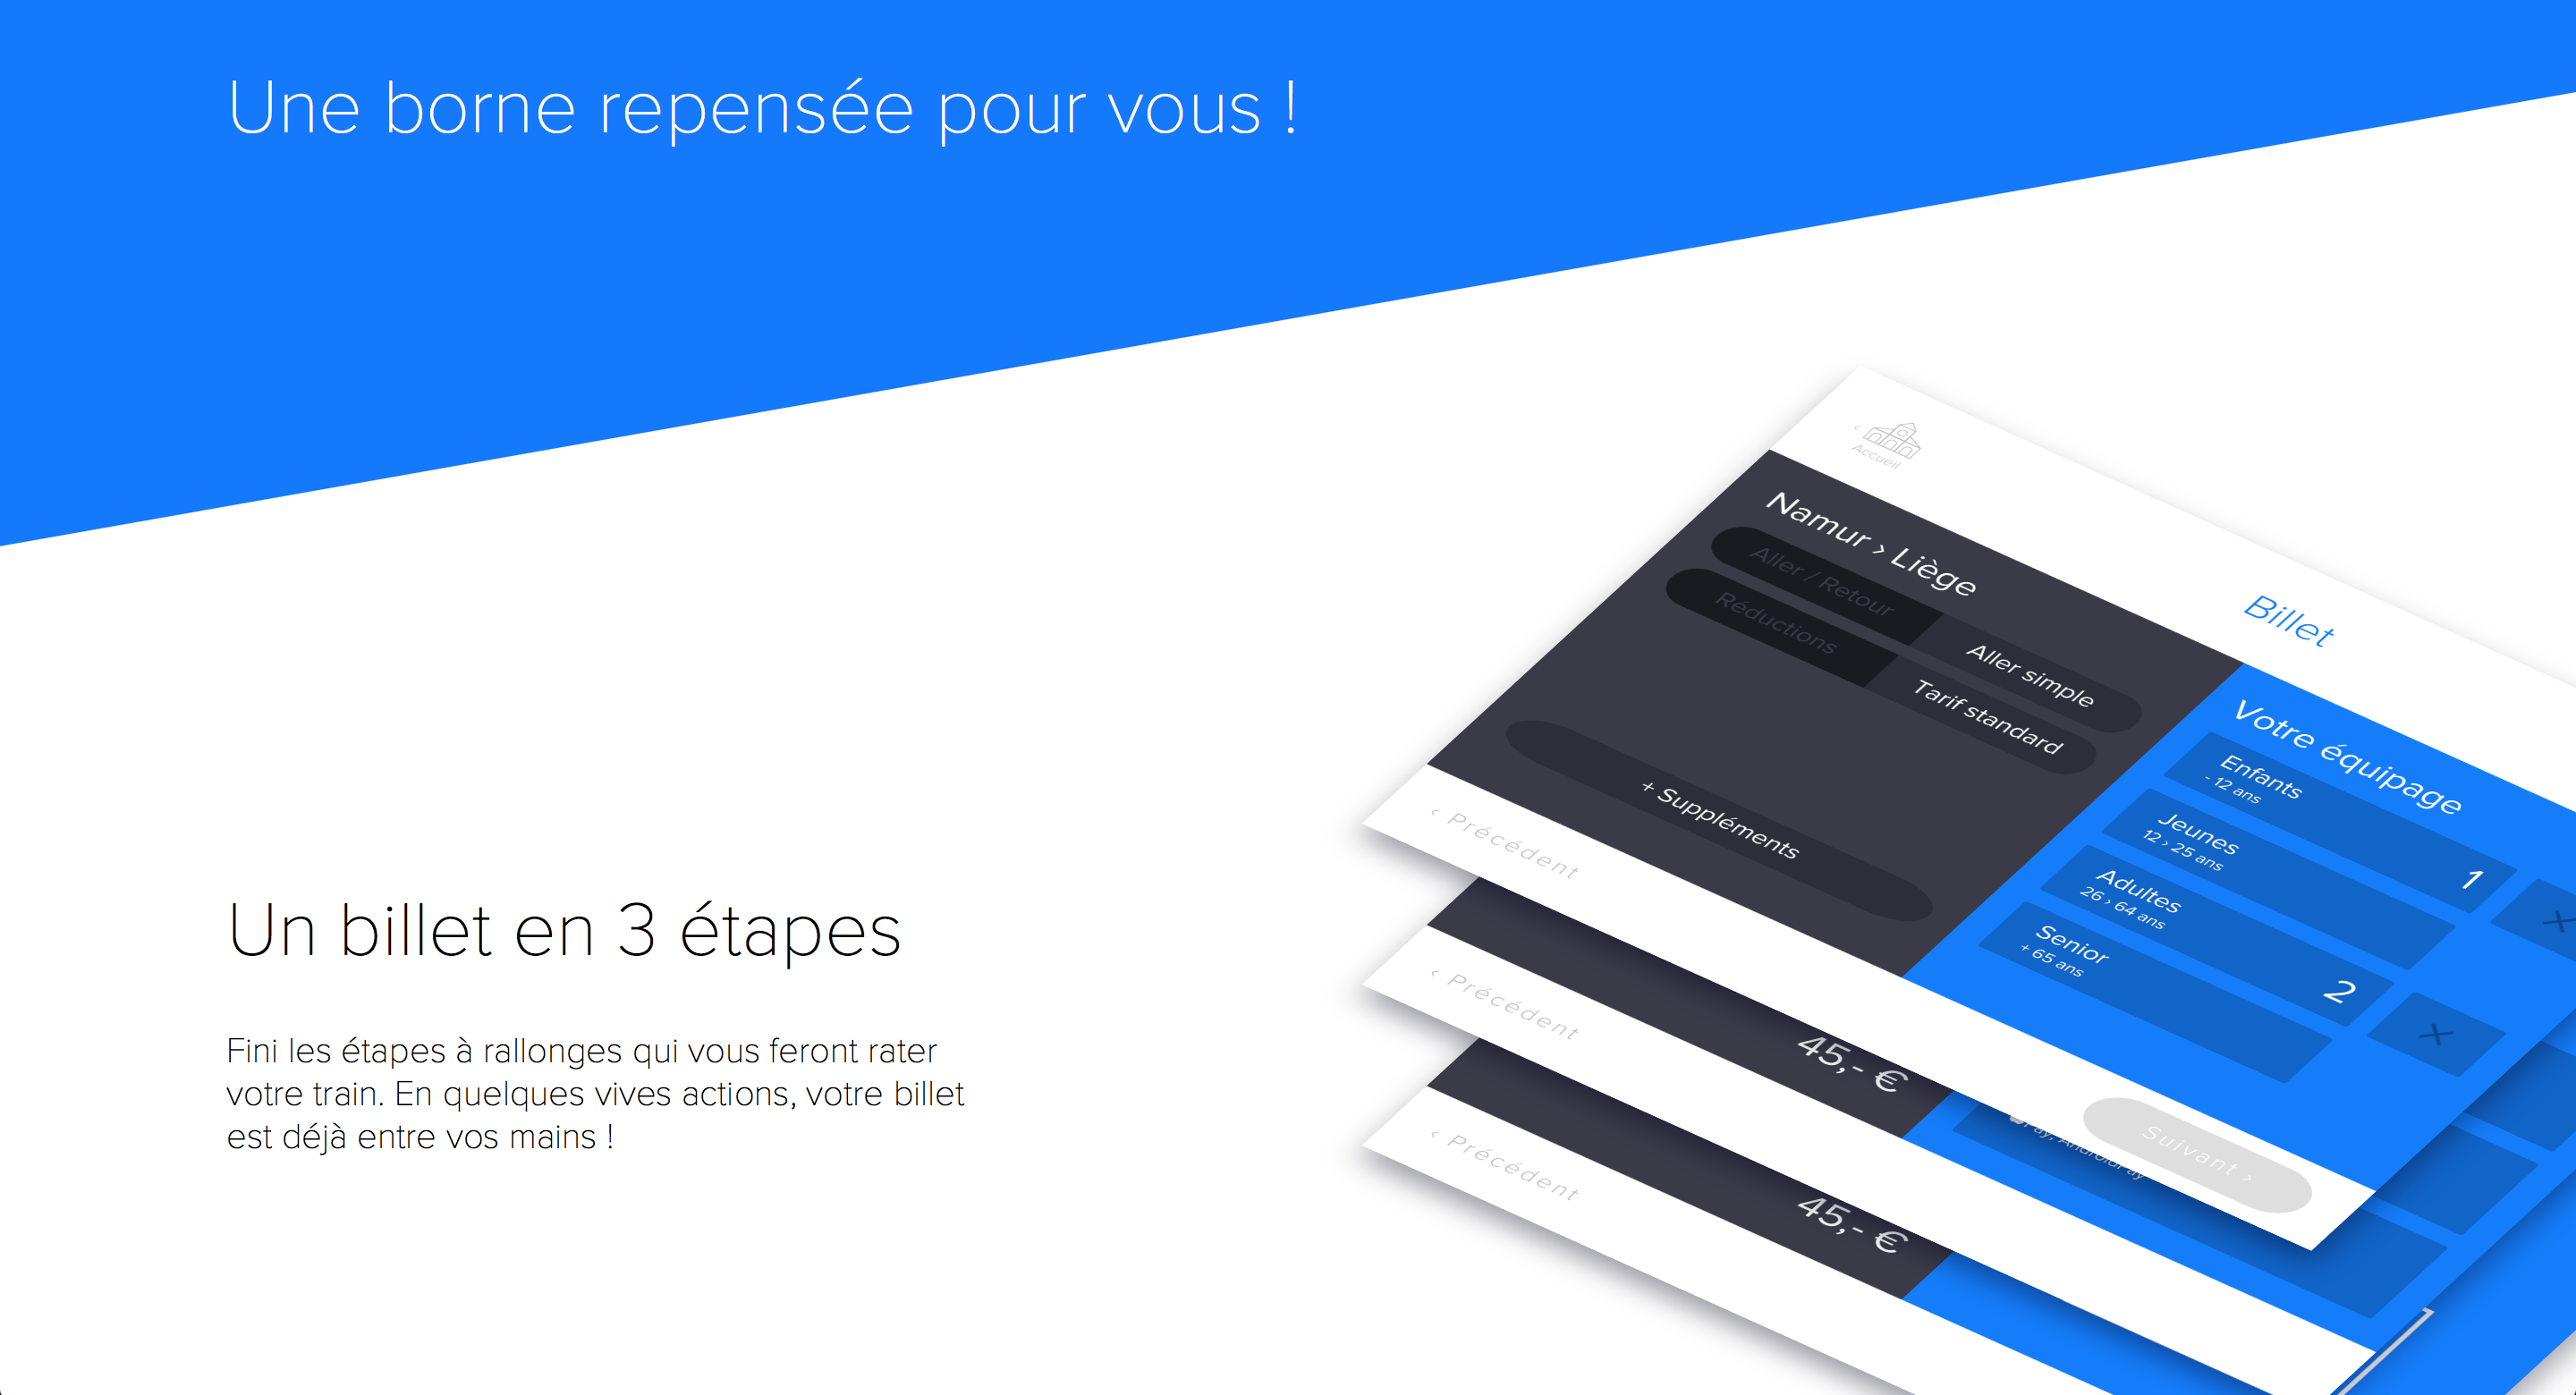 Une borne repensée pour vous !
Un billet en 3 étapes
Fini les étapes à rallonges qui vous feront rater
votre train. En quelques vives actions, votre billet
est déjà entre vos mains !
‹
Accueil
Billet
Namur › Liège
Aller / Retour
Aller simple
Réductions
Tarif standard
+ Suppléments
Votre équipage
Enfants
- 12 ans
1
Jeunes
12 › 25 ans
Adultes
26 › 64 ans
2
Senior
+ 65 ans
‹ Précédent
Suivant ›
45,- €
‹ Précédent
45,- €
‹ Précédent